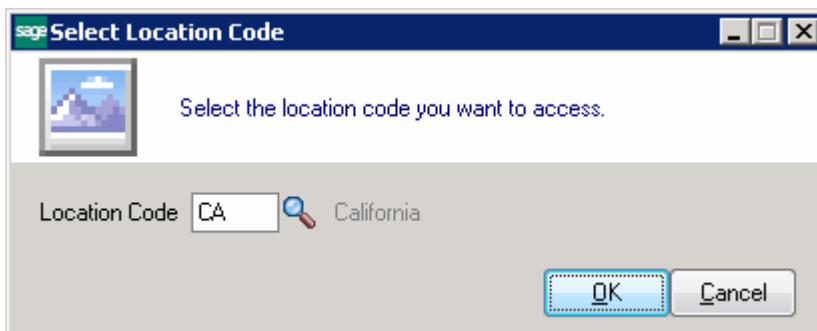 sage Select Location Code
Select the location code you want to access.
Location Code CA California
OK Cancel